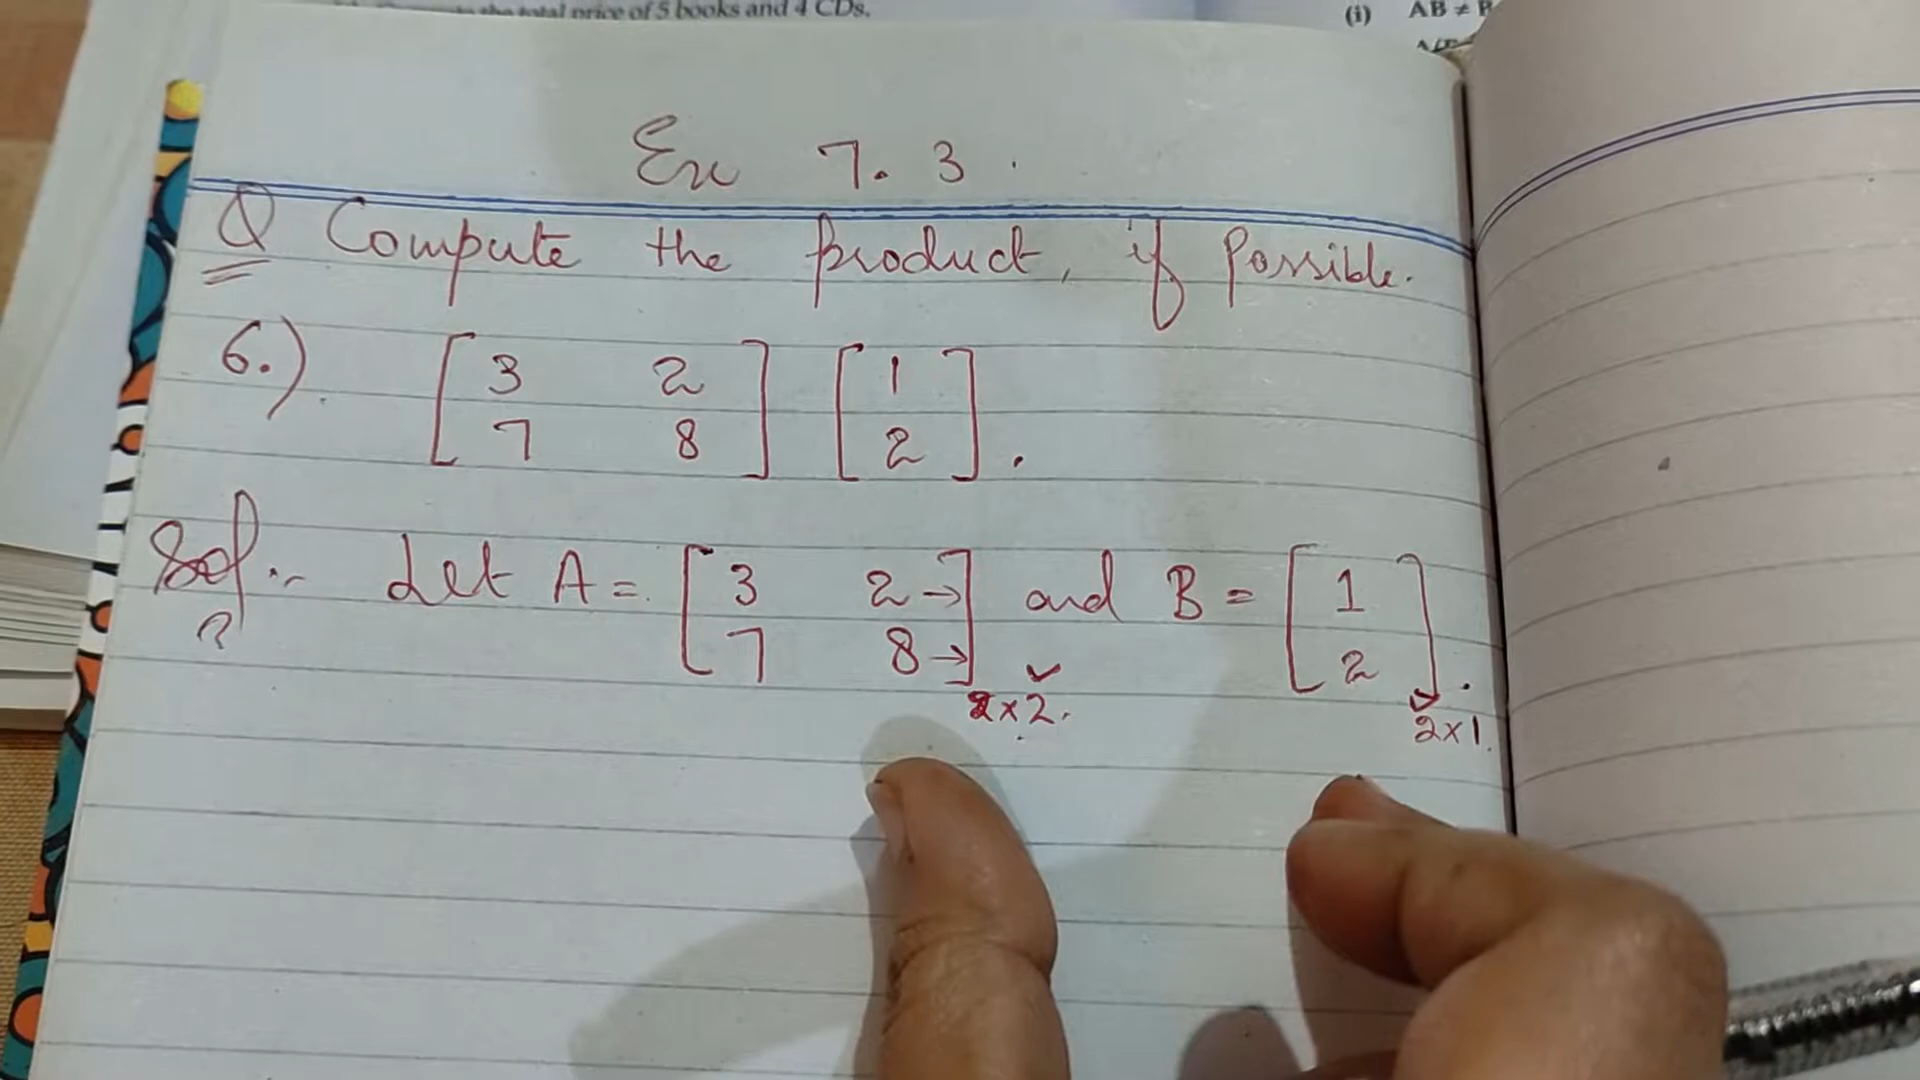 the total price of 5 books and 4 CDs.
(i) AB ≠ B
Ex 7.3.
Q Compute the product, if possible.
6.) [3 2
7 8] [1
2].
Sol:- Let A = [3 2→
7 8→] 2×2. and B = [1
2] 2×1.